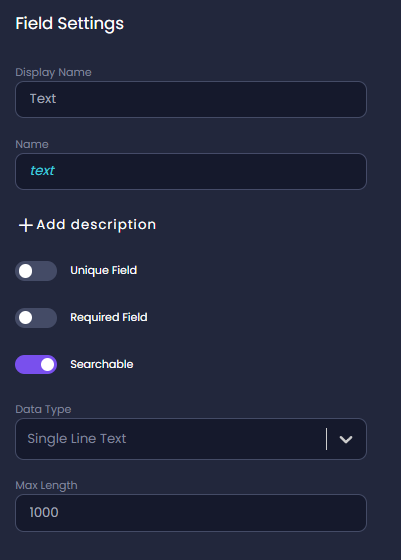 Field Settings
Display Name
Text
Name
text
+Add description
Unique Field
Required Field
Searchable
Data Type
Single Line Text
Max Length
1000